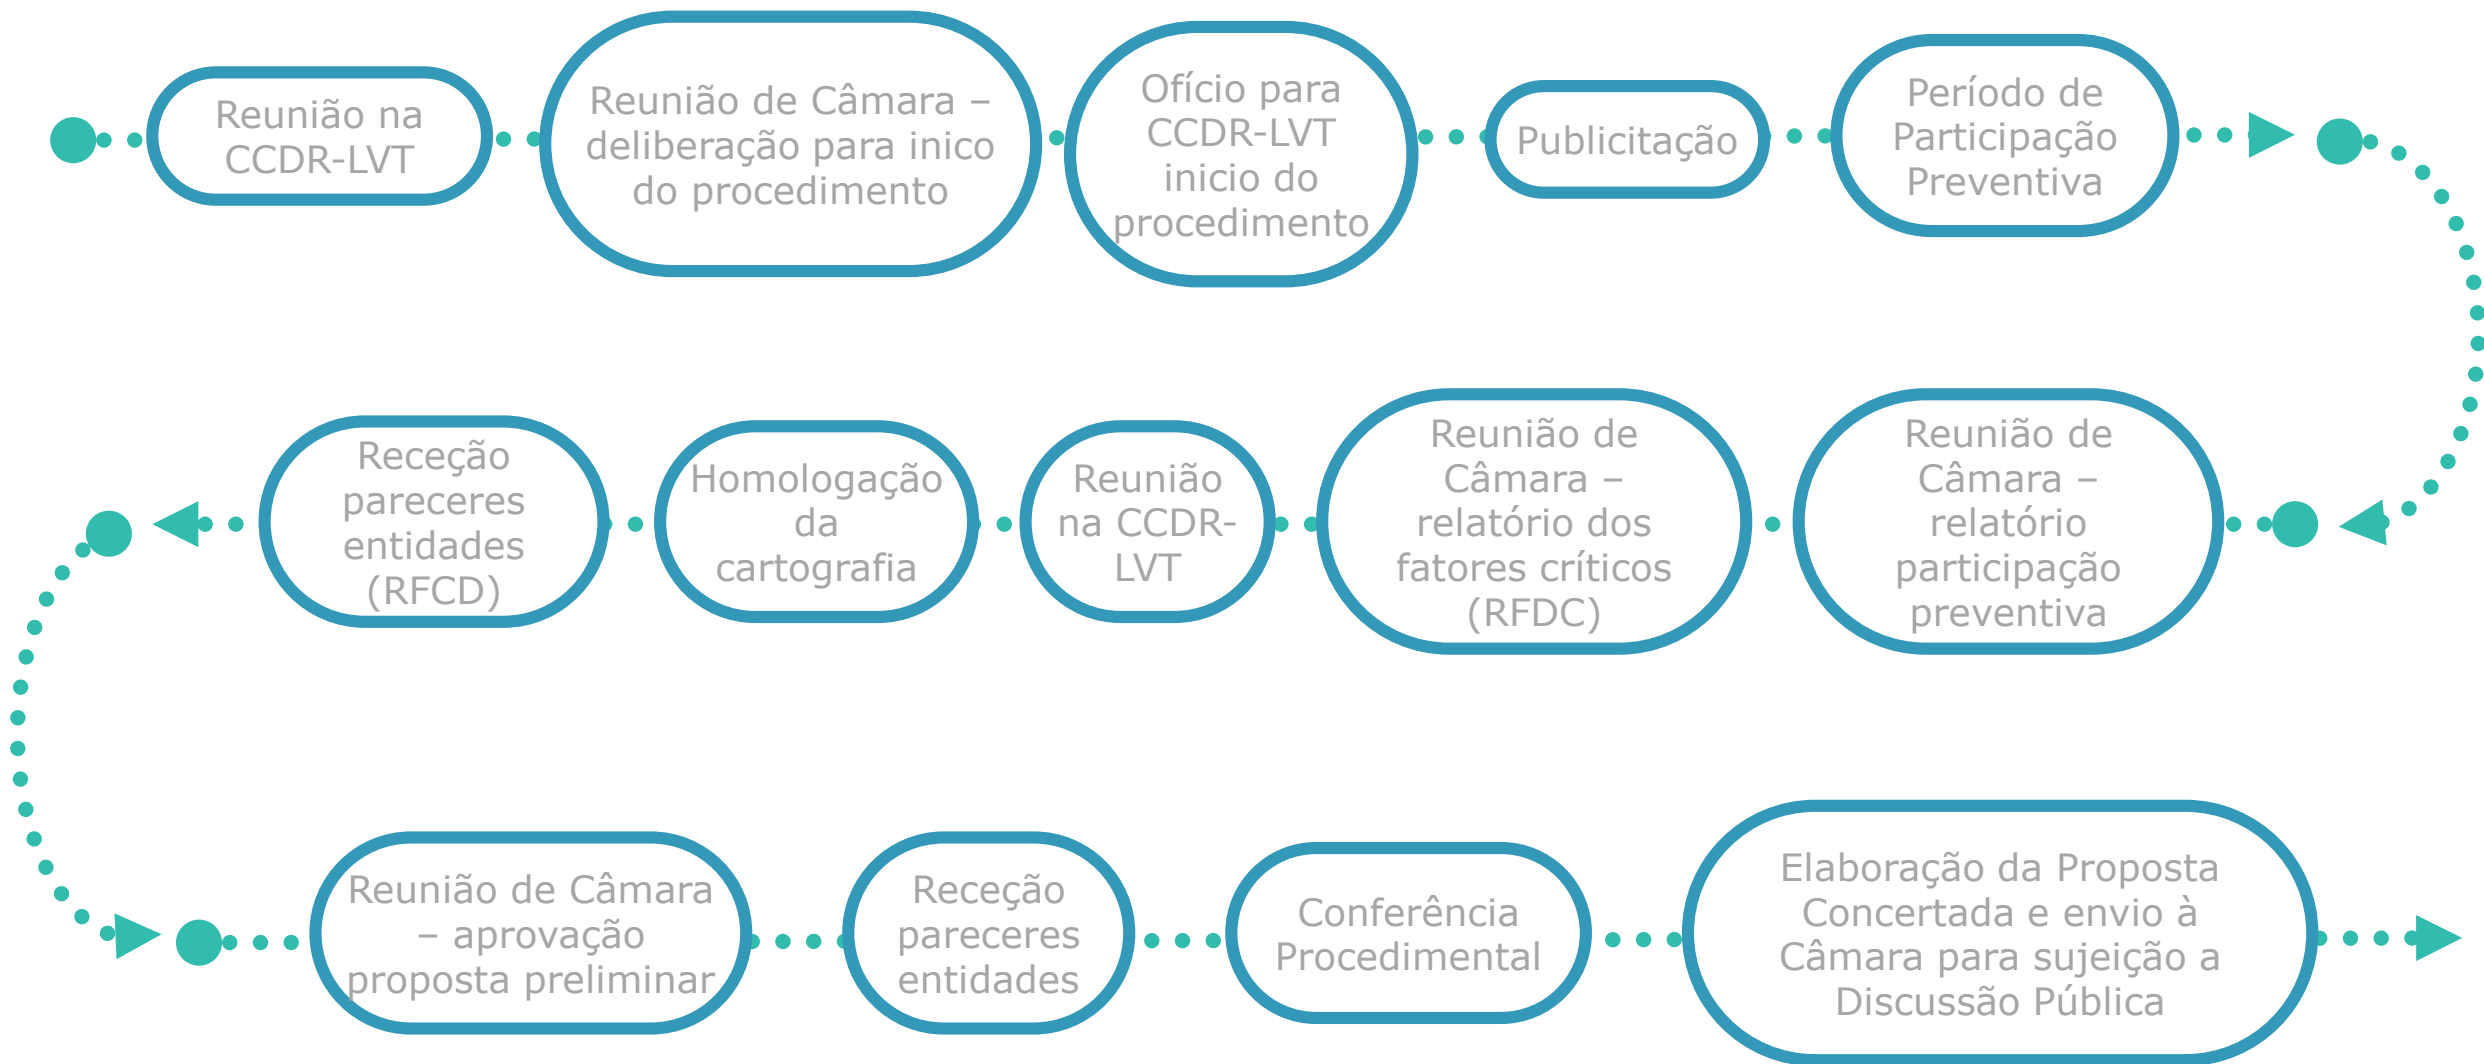 Reunião na
CCDR-LVT
Reunião de Câmara –
deliberação para inico
do procedimento
Ofício para
CCDR-LVT
inicio do
procedimento
Publicitação
Período de
Participação
Preventiva
Reunião de
Câmara –
relatório
participação
preventiva
Reunião de
Câmara –
relatório dos
fatores críticos
(RFDC)
Reunião
na CCDR-
LVT
Homologação
da
cartografia
Receção
pareceres
entidades
(RFCD)
Reunião de Câmara
– aprovação
proposta preliminar
Receção
pareceres
entidades
Conferência
Procedimental
Elaboração da Proposta
Concertada e envio à
Câmara para sujeição a
Discussão Pública